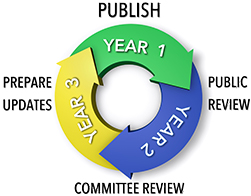 PUBLISH
YEAR 1
PREPARE
UPDATES
YEAR 3
PUBLIC
REVIEW
YEAR 2
COMMITTEE REVIEW